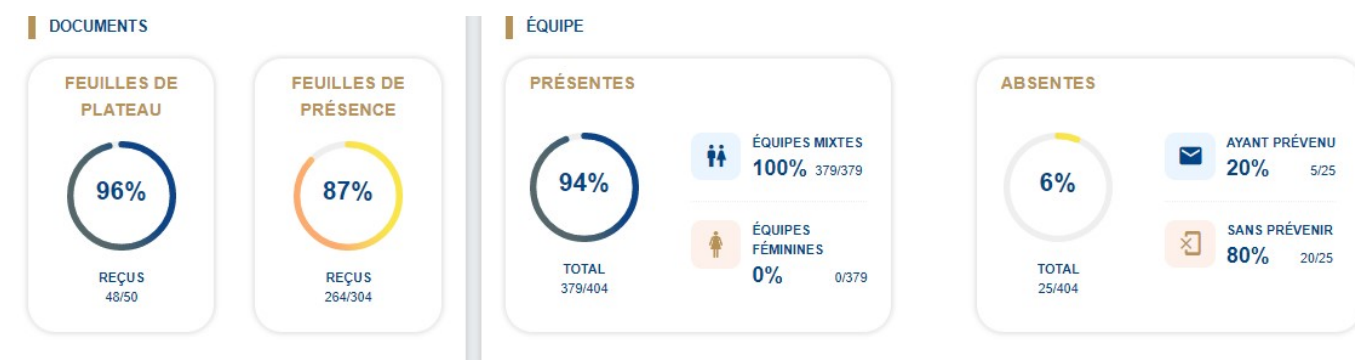 DOCUMENTS
FEUILLES DE
PLATEAU
96%
REÇUS
48/50
FEUILLES DE
PRÉSENCE
87%
REÇUS
264/304
ÉQUIPE
PRÉSENTES
94%
TOTAL
379/404
ÉQUIPES MIXTES
100% 379/379
ÉQUIPES
FÉMININES
0% 0/379
ABSENTES
6%
TOTAL
25/404
AYANT PRÉVENU
20% 5/25
SANS PRÉVENIR
80% 20/25